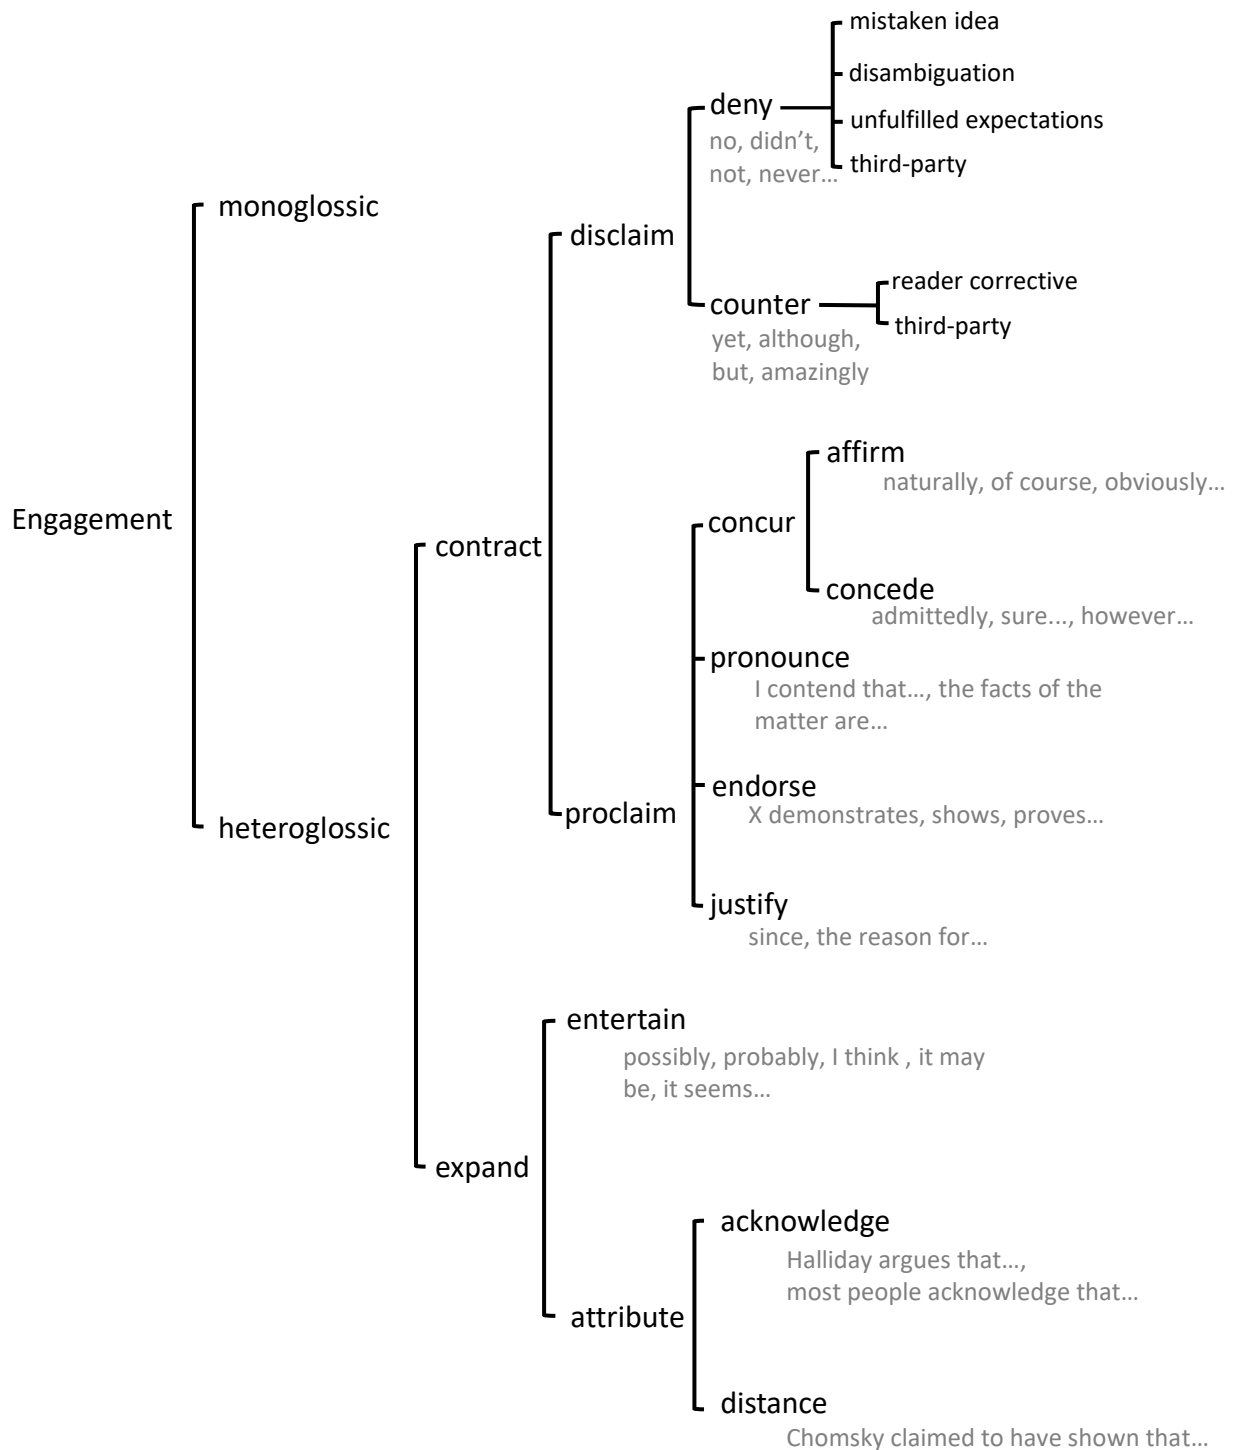 mistaken idea
disambiguation
deny
unfulfilled expectations
no, didn’t,
not, never…
third-party
monoglossic
disclaim
reader corrective
counter
third-party
yet, although,
but, amazingly
affirm
naturally, of course, obviously…
Engagement
concur
contract
concede
admittedly, sure..., however…
pronounce
I contend that…, the facts of the
matter are…
endorse
X demonstrates, shows, proves…
proclaim
heteroglossic
justify
since, the reason for…
entertain
possibly, probably, I think , it may
be, it seems…
expand
acknowledge
Halliday argues that…,
most people acknowledge that…
attribute
distance
Chomsky claimed to have shown that…